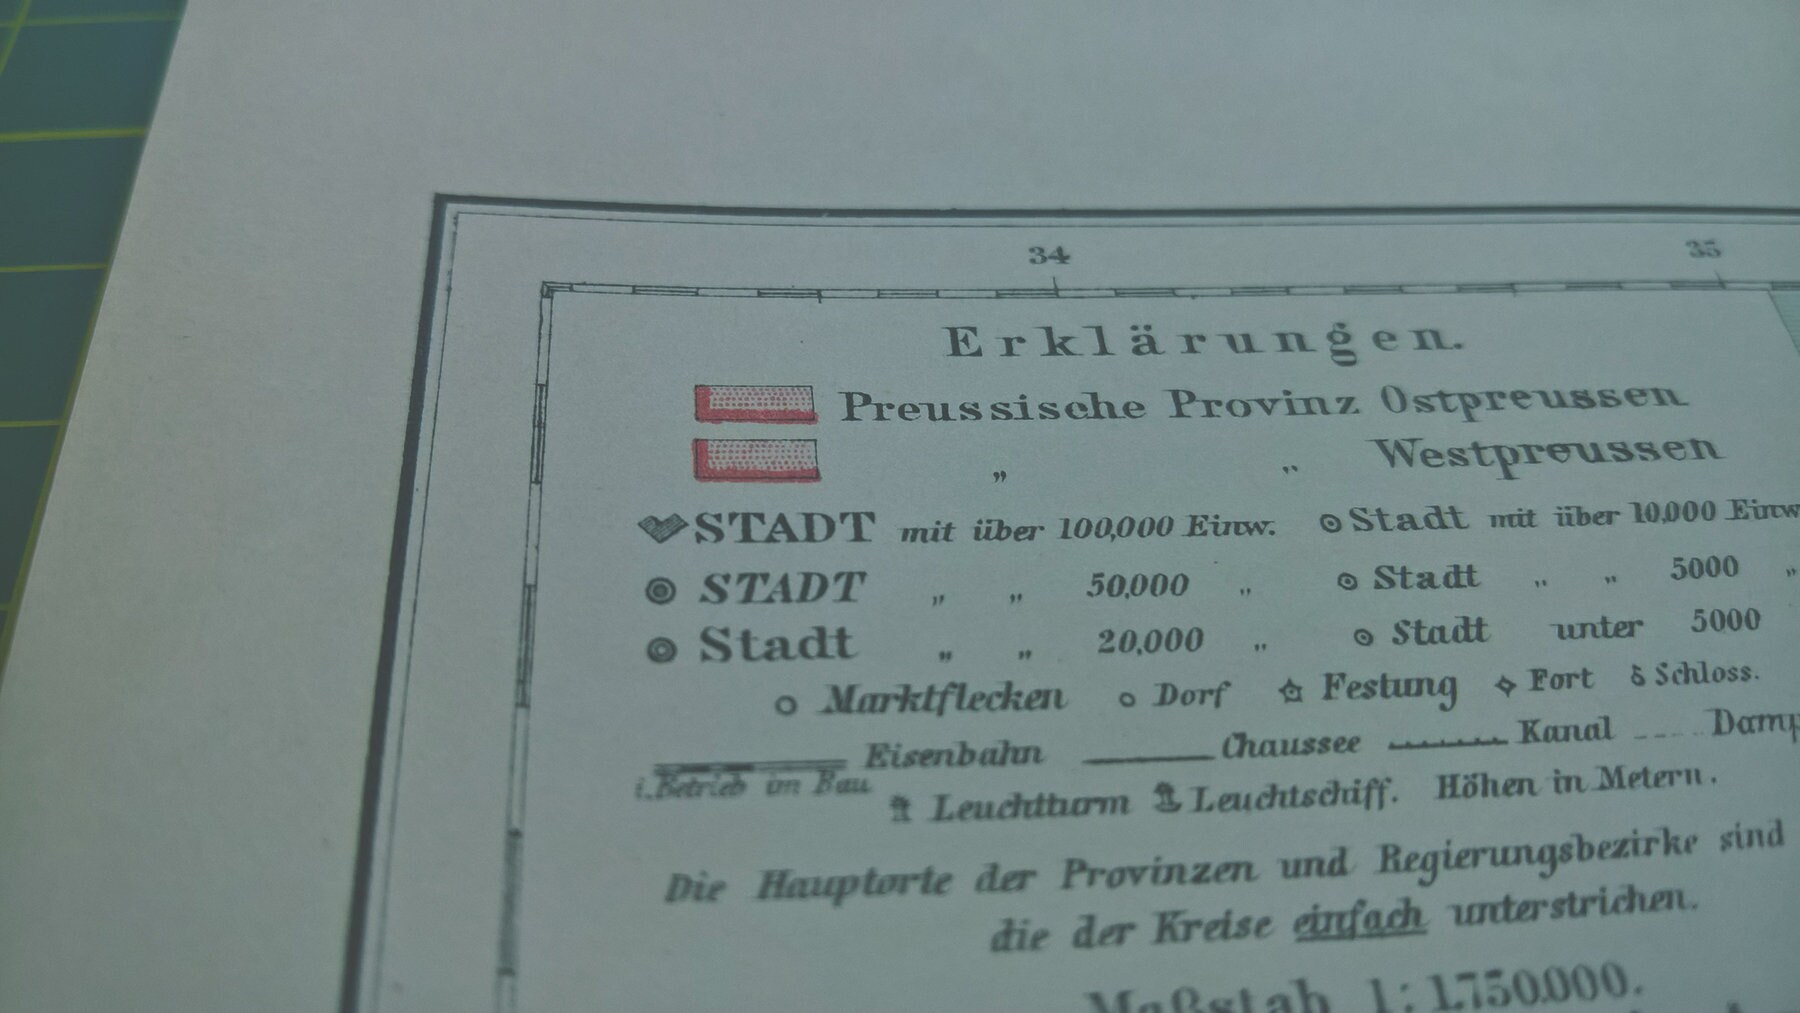 34 35
Erklärungen.
Preussische Provinz Ostpreussen
„ „ Westpreussen
STADT mit über 100,000 Einw. Stadt mit über 10,000 Einw
STADT „ „ 50,000 „ Stadt „ „ 5000 „
Stadt „ „ 20,000 „ Stadt unter 5000
Marktflecken Dorf Festung Fort Schloss.
Eisenbahn Chaussee Kanal Damp
i. Betrieb im Bau
Leuchtturm Leuchtschiff. Höhen in Metern.
Die Hauptorte der Provinzen und Regierungsbezirke sind
die der Kreise einfach unterstrichen.
Maßstab 1:1.750.000.